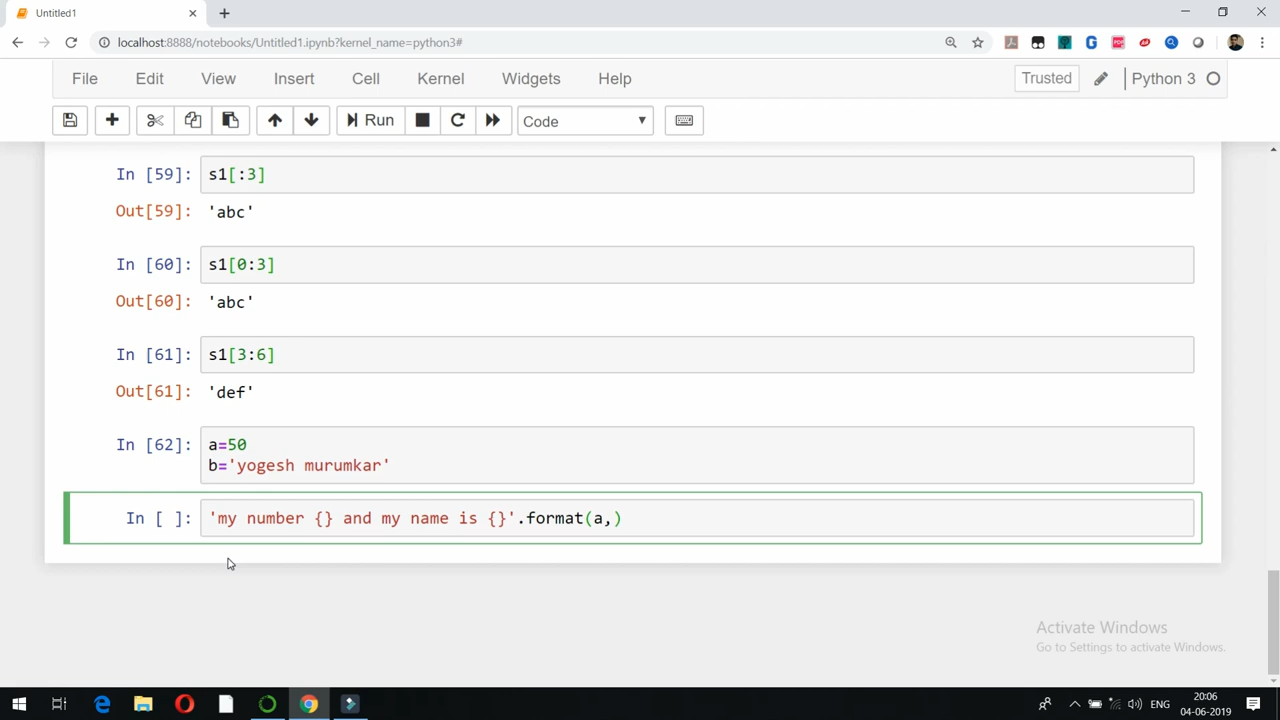 Untitled1
localhost:8888/notebooks/Untitled1.ipynb?kernel_name=python3#
File Edit View Insert Cell Kernel Widgets Help Trusted Python 3
Run Code
In [59]: s1[:3]
Out[59]: 'abc'
In [60]: s1[0:3]
Out[60]: 'abc'
In [61]: s1[3:6]
Out[61]: 'def'
In [62]: a=50
b='yogesh murumkar'
In [ ]: 'my number {} and my name is {}'.format(a,)
Activate Windows
Go to Settings to activate Windows.
ENG
20:06
04-06-2019